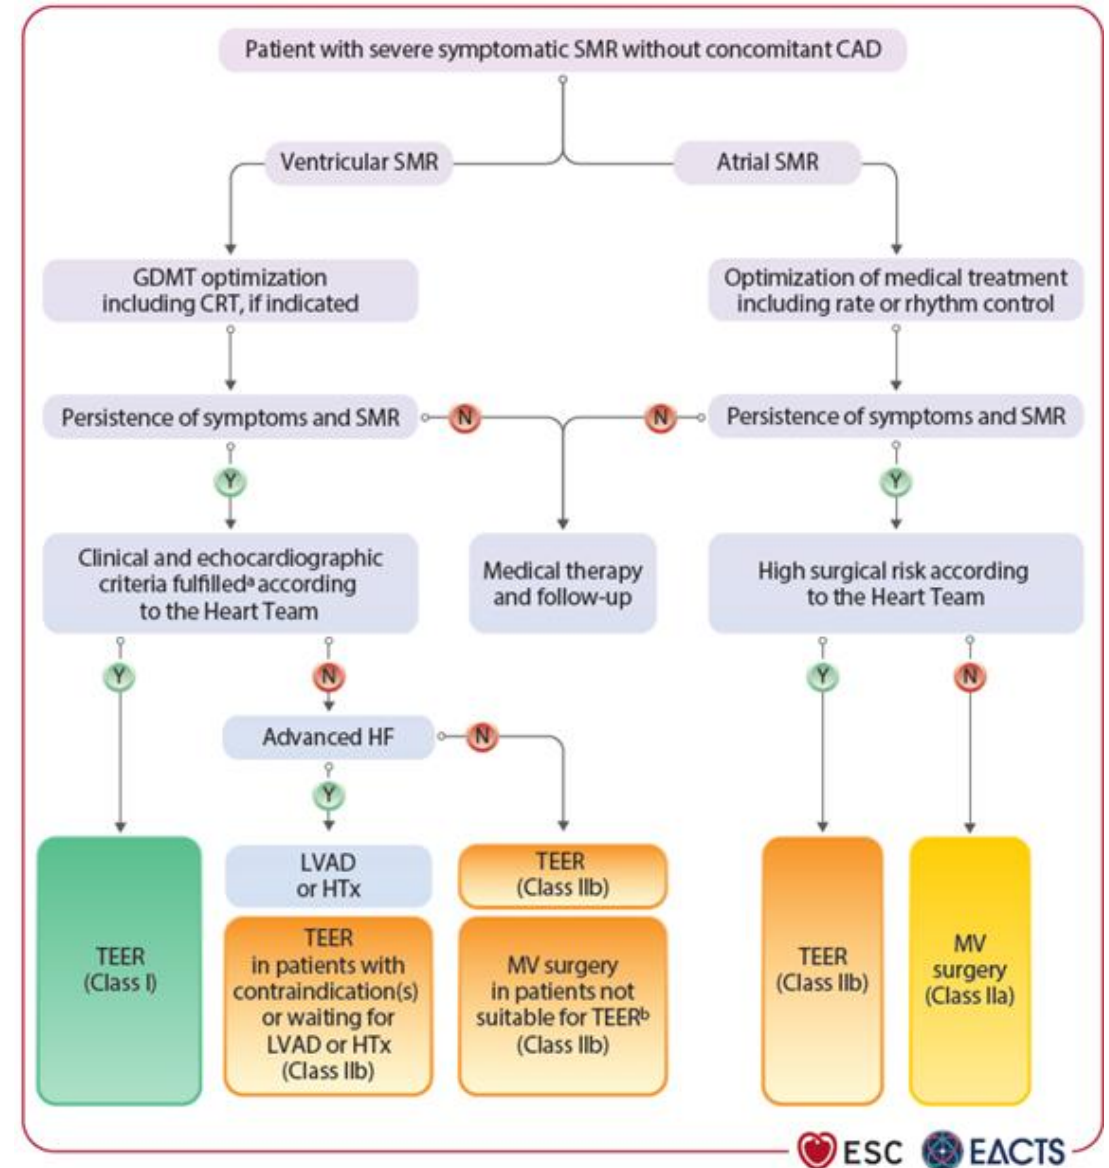 Patient with severe symptomatic SMR without concomitant CAD
Ventricular SMR
Atrial SMR
GDMT optimization
including CRT, if indicated
Optimization of medical treatment
including rate or rhythm control
Persistence of symptoms and SMR
N
N
Persistence of symptoms and SMR
Y
Y
Clinical and echocardiographic
criteria fulfilledᵃ according
to the Heart Team
Medical therapy
and follow-up
High surgical risk according
to the Heart Team
Y
N
Y
N
Advanced HF
N
Y
TEER
(Class I)
LVAD
or HTx
TEER
in patients with
contraindication(s)
or waiting for
LVAD or HTx
(Class IIb)
TEER
(Class IIb)
MV surgery
in patients not
suitable for TEERᵇ
(Class IIb)
TEER
(Class IIb)
MV
surgery
(Class IIa)
ESC
EACTS